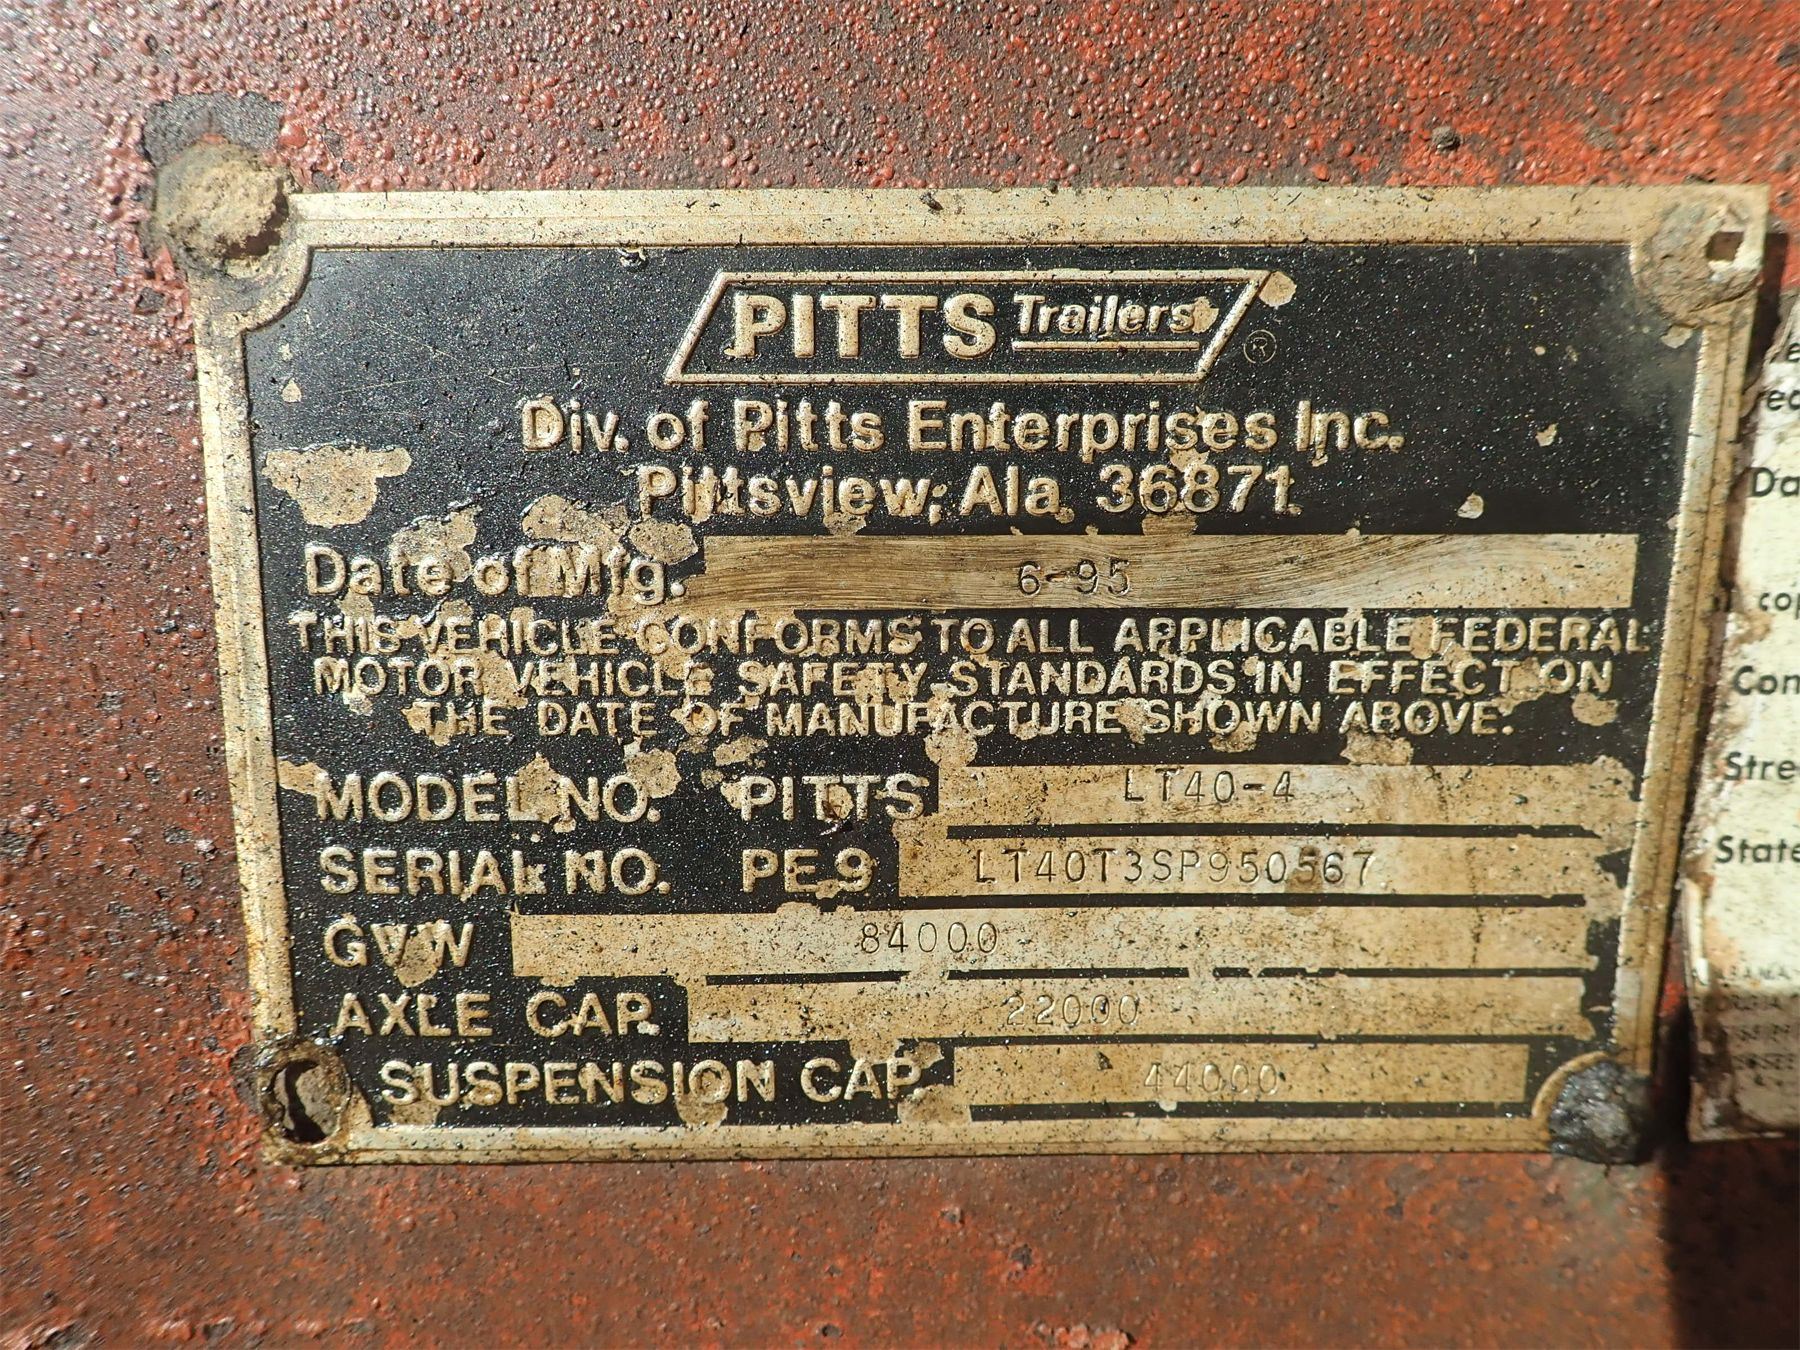 PITTS Trailers ®
Div. of Pitts Enterprises Inc.
Pittsview, Ala. 36871
Date of Mfg. 6-95
THIS VEHICLE CONFORMS TO ALL APPLICABLE FEDERAL
MOTOR VEHICLE SAFETY STANDARDS IN EFFECT ON
THE DATE OF MANUFACTURE SHOWN ABOVE.
MODEL NO. PITTS LT40-4
SERIAL NO. PE9 LT40T3SP950567
GVW 84000
AXLE CAP. 22000
SUSPENSION CAP. 44000
Da
cop
Con
Stre
State